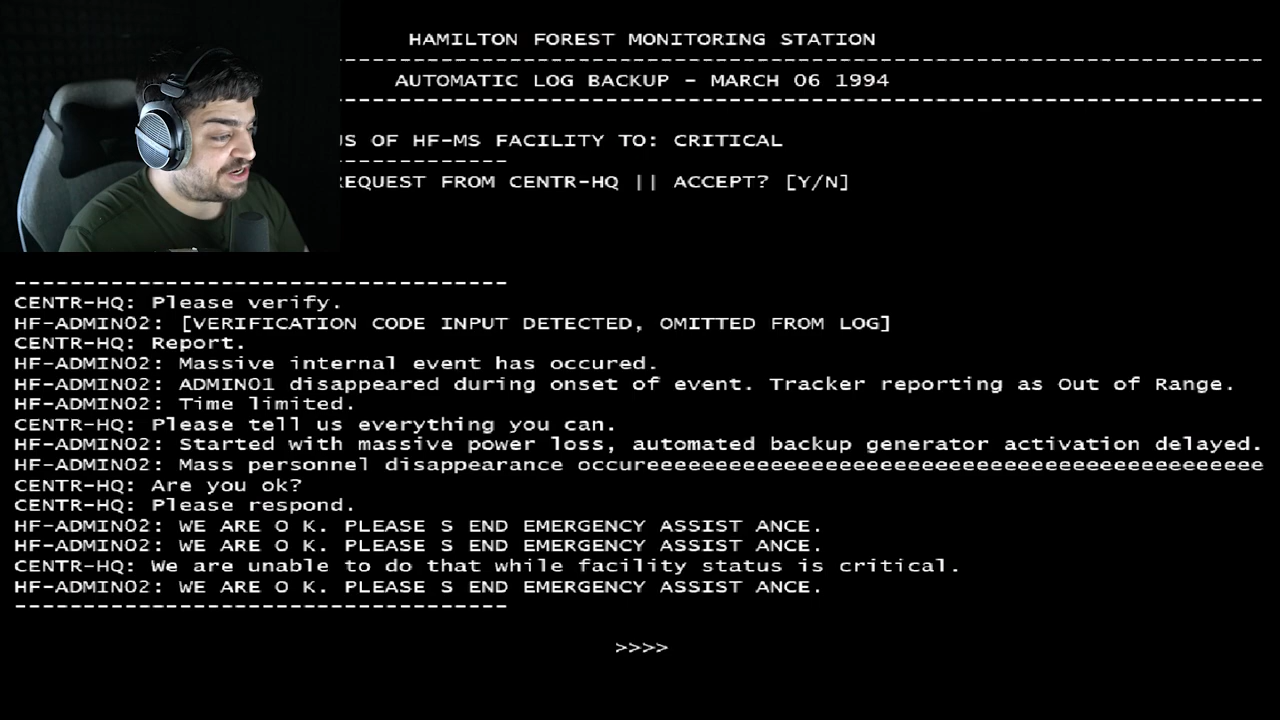 HAMILTON FOREST MONITORING STATION
--------------------------------------------------------------------
AUTOMATIC LOG BACKUP - MARCH 06 1994
--------------------------------------------------------------------
US OF HF-MS FACILITY TO: CRITICAL
------------
REQUEST FROM CENTR-HQ || ACCEPT? [Y/N]
------------------------------------
CENTR-HQ: Please verify.
HF-ADMIN02: [VERIFICATION CODE INPUT DETECTED, OMITTED FROM LOG]
CENTR-HQ: Report.
HF-ADMIN02: Massive internal event has occured.
HF-ADMIN02: ADMIN01 disappeared during onset of event. Tracker reporting as Out of Range.
HF-ADMIN02: Time limited.
CENTR-HQ: Please tell us everything you can.
HF-ADMIN02: Started with massive power loss, automated backup generator activation delayed.
HF-ADMIN02: Mass personnel disappearance occureeeeeeeeeeeeeeeeeeeeeeeeeeeeeeeeeeeeeeeeeeeee
CENTR-HQ: Are you ok?
CENTR-HQ: Please respond.
HF-ADMIN02: WE ARE O K. PLEASE S END EMERGENCY ASSIST ANCE.
HF-ADMIN02: WE ARE O K. PLEASE S END EMERGENCY ASSIST ANCE.
CENTR-HQ: We are unable to do that while facility status is critical.
HF-ADMIN02: WE ARE O K. PLEASE S END EMERGENCY ASSIST ANCE.
------------------------------------
>>>>